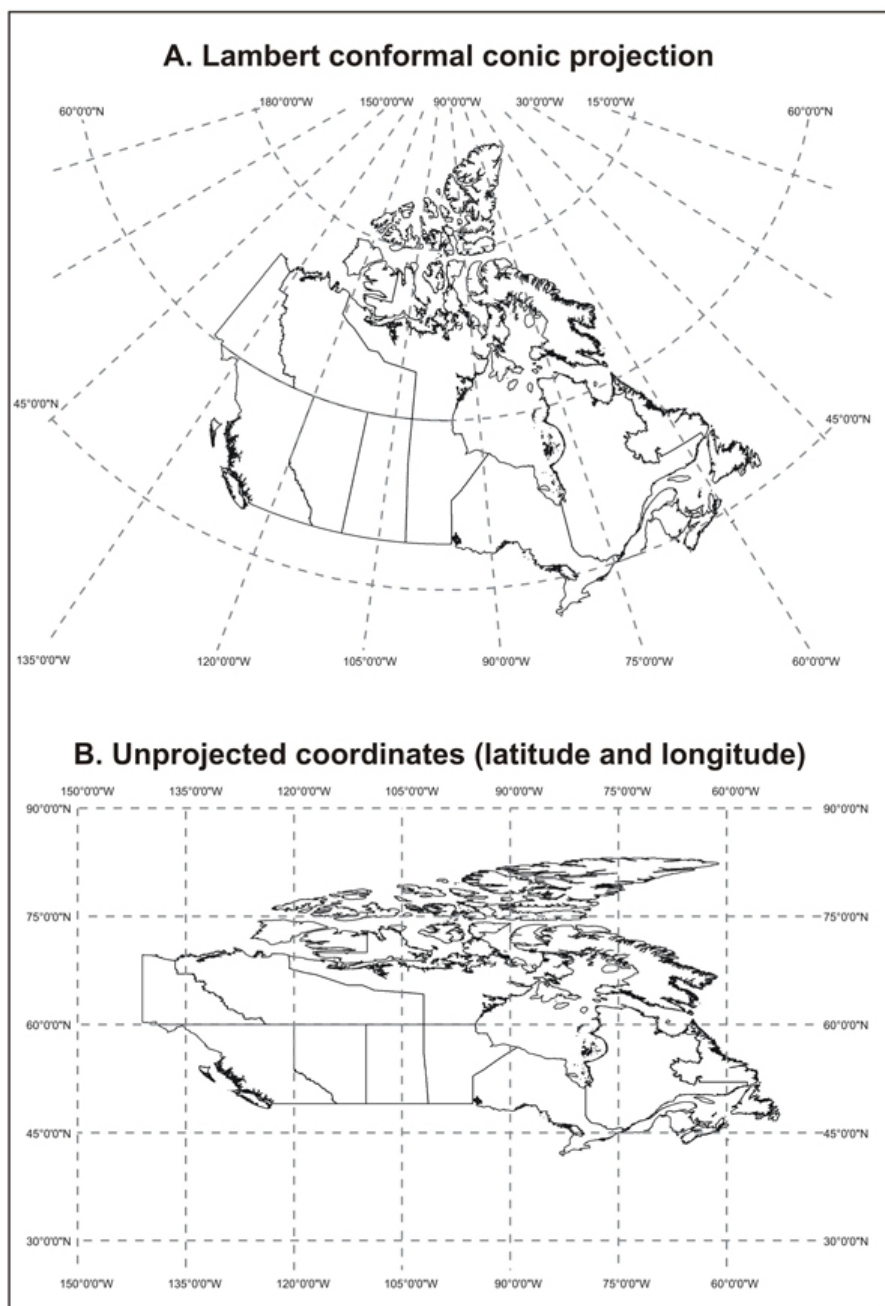 A. Lambert conformal conic projection
60°0'0"N 180°0'0"W 150°0'0"W 90°0'0"W 30°0'0"W 15°0'0"W 60°0'0"N
45°0'0"N 45°0'0"N
135°0'0"W 120°0'0"W 105°0'0"W 90°0'0"W 75°0'0"W 60°0'0"W
B. Unprojected coordinates (latitude and longitude)
150°0'0"W 135°0'0"W 120°0'0"W 105°0'0"W 90°0'0"W 75°0'0"W 60°0'0"W
90°0'0"N 90°0'0"N
75°0'0"N 75°0'0"N
60°0'0"N 60°0'0"N
45°0'0"N 45°0'0"N
30°0'0"N 30°0'0"N
150°0'0"W 135°0'0"W 120°0'0"W 105°0'0"W 90°0'0"W 75°0'0"W 60°0'0"W